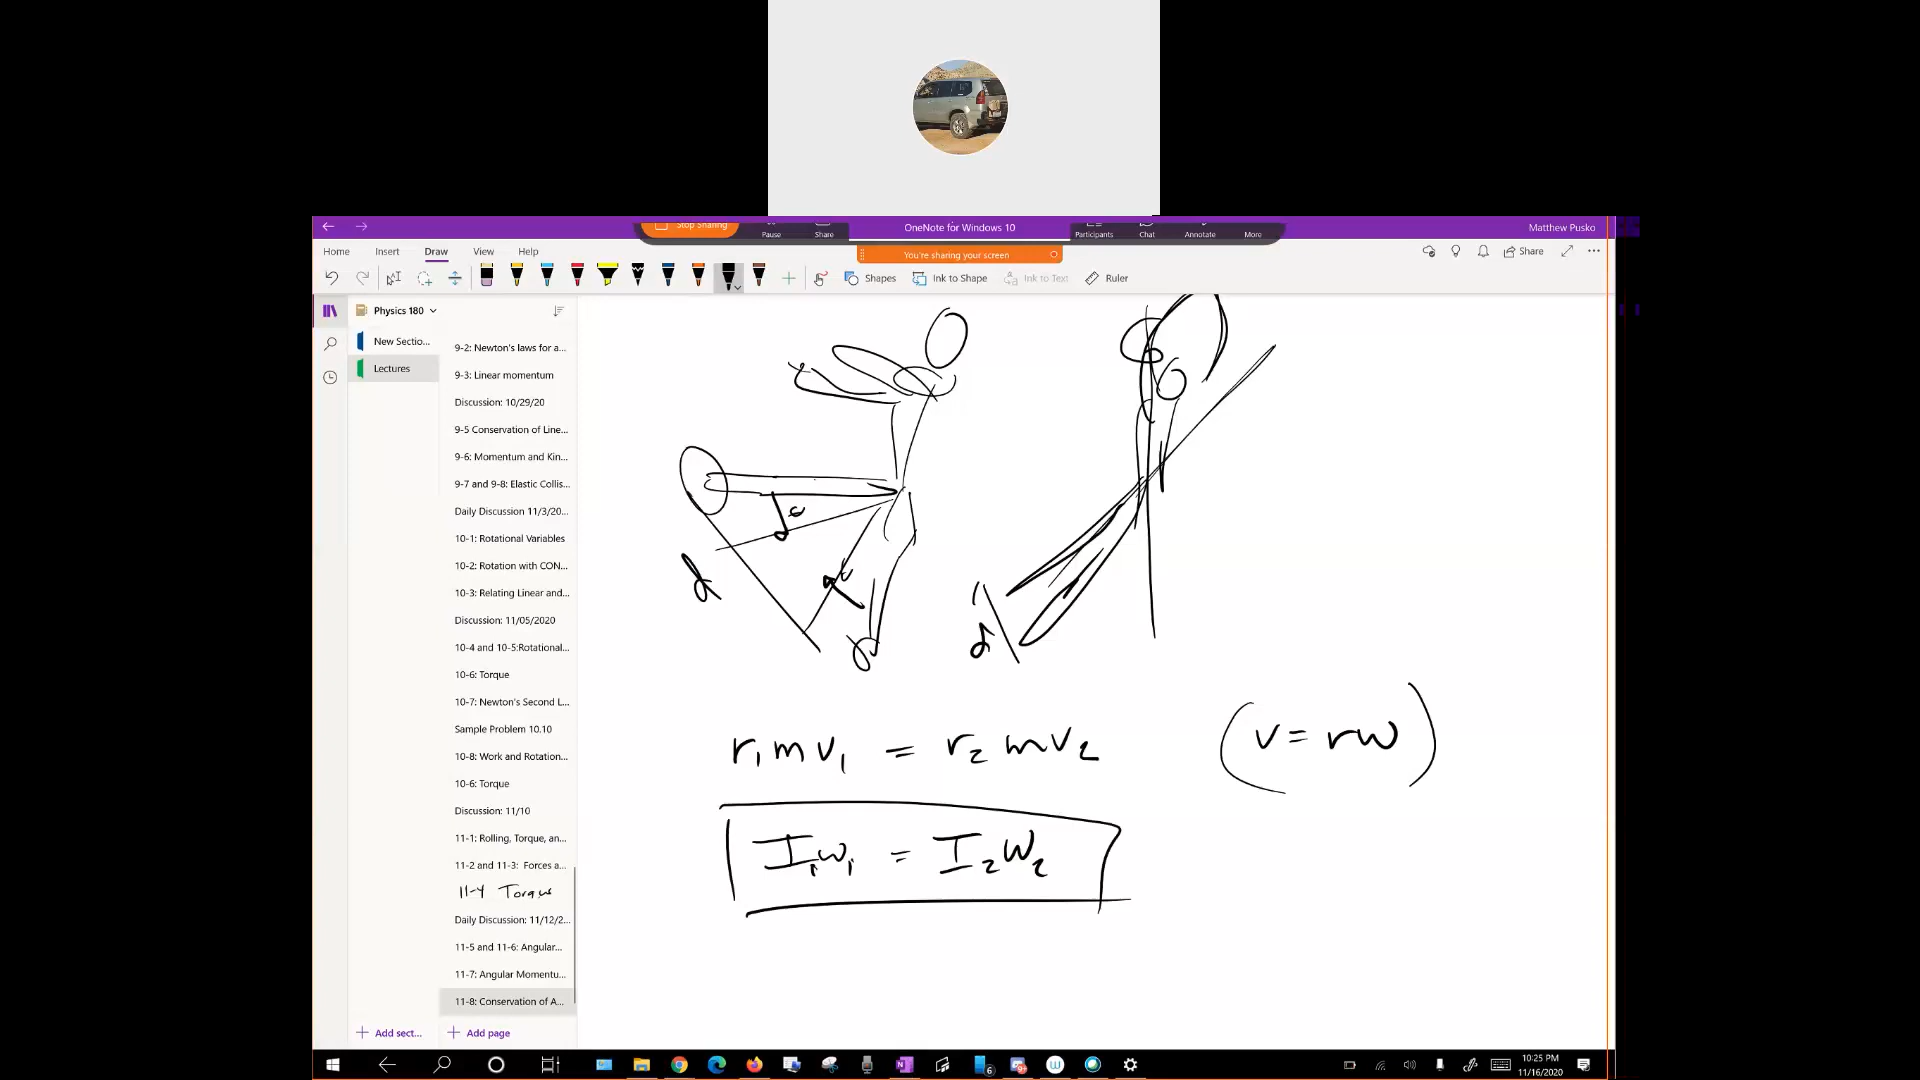 Stop Sharing
Pause
Share
OneNote for Windows 10
Participants
Chat
Annotate
More
Matthew Pusko
Home
Insert
Draw
View
Help
You're sharing your screen
Share
Shapes
Ink to Shape
Ink to Text
Ruler
Physics 180
New Sectio...
Lectures
9-2: Newton's laws for a...
9-3: Linear momentum
Discussion: 10/29/20
9-5 Conservation of Line...
9-6: Momentum and Kin...
9-7 and 9-8: Elastic Collis...
Daily Discussion 11/3/20...
10-1: Rotational Variables
10-2: Rotation with CON...
10-3: Relating Linear and...
Discussion: 11/05/2020
10-4 and 10-5:Rotational...
10-6: Torque
10-7: Newton's Second L...
Sample Problem 10.10
10-8: Work and Rotation...
10-6: Torque
Discussion: 11/10
11-1: Rolling, Torque, an...
11-2 and 11-3: Forces a...
11-4 Torque
Daily Discussion: 11/12/2...
11-5 and 11-6: Angular...
11-7: Angular Momentu...
11-8: Conservation of A...
Add sect...
Add page
d
d
r₁mv₁ = r₂mv₂
(v=rω)
I₁ω₁ = I₂ω₂
6
10:25 PM
11/16/2020